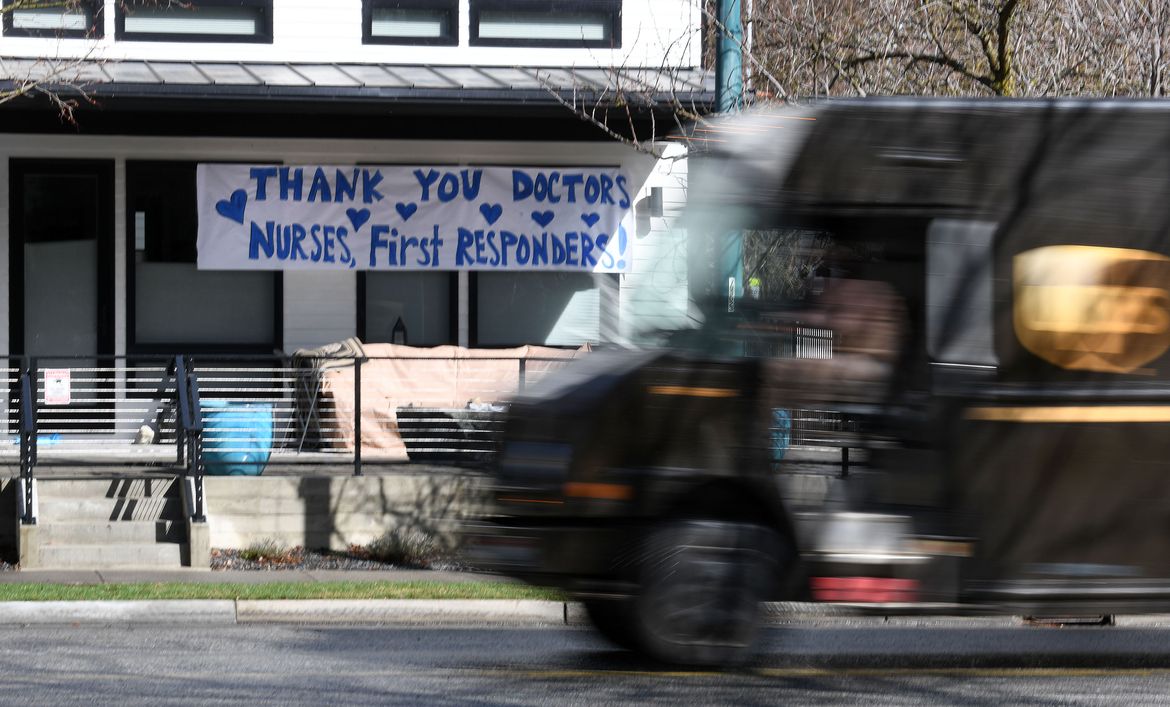 THANK YOU DOCTORS
NURSES, First RESPONDERS!